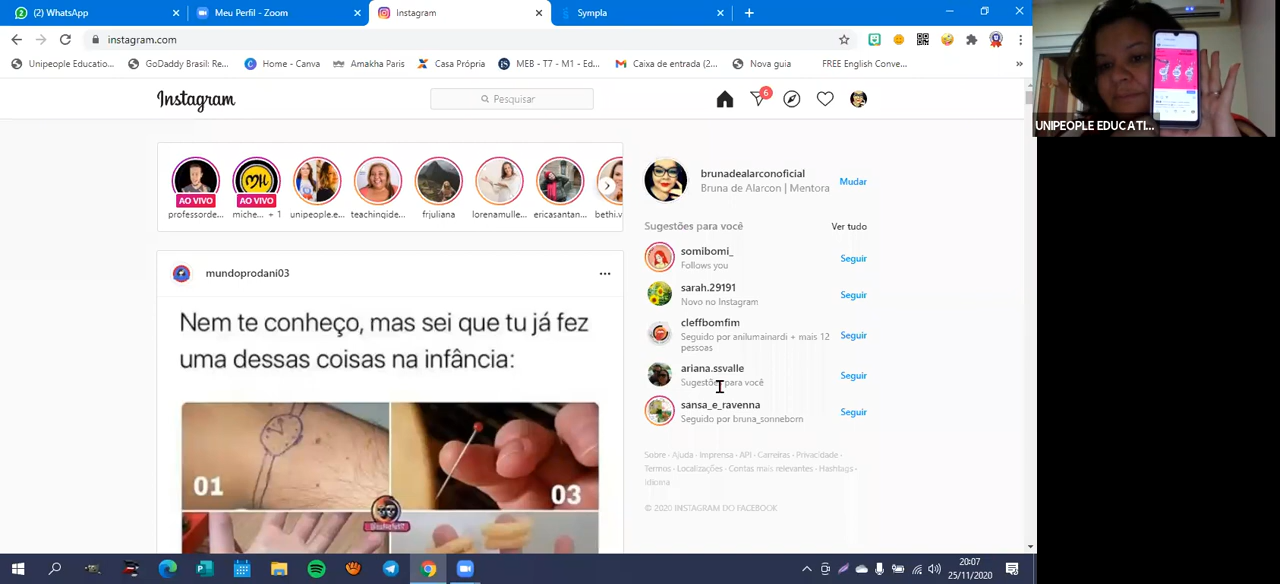 (2) WhatsApp
Meu Perfil - Zoom
Instagram
Sympla
instagram.com
Unipeople Educatio...
GoDaddy Brasil: Re...
Home - Canva
Amakha Paris
Casa Própria
MEB - T7 - M1 - Ed...
Caixa de entrada (2...
Nova guia
FREE English Conve...
»
UNIPEOPLE EDUCATI...
Instagram
Pesquisar
6
AO VIVO
AO VIVO
professorde...
miche... + 1
unipeople.e...
teachingide...
frjuliana
lorenamulle...
ericasantan...
bethi.v
brunadealarconoficial
Bruna de Alarcon | Mentora
Mudar
Sugestões para você
Ver tudo
somibomi_
Follows you
Seguir
sarah.29191
Novo no Instagram
Seguir
cleffbomfim
Seguido por anilumainardi + mais 12
pessoas
Seguir
ariana.ssvalle
Sugestões para você
Seguir
sansa_e_ravenna
Seguido por bruna_sonneborn
Seguir
Sobre · Ajuda · Imprensa · API · Carreiras · Privacidade ·
Termos · Localizações · Contas mais relevantes · Hashtags ·
Idioma
© 2020 INSTAGRAM DO FACEBOOK
mundoprodani03
Nem te conheço, mas sei que tu já fez
uma dessas coisas na infância:
01
03
20:07
25/11/2020